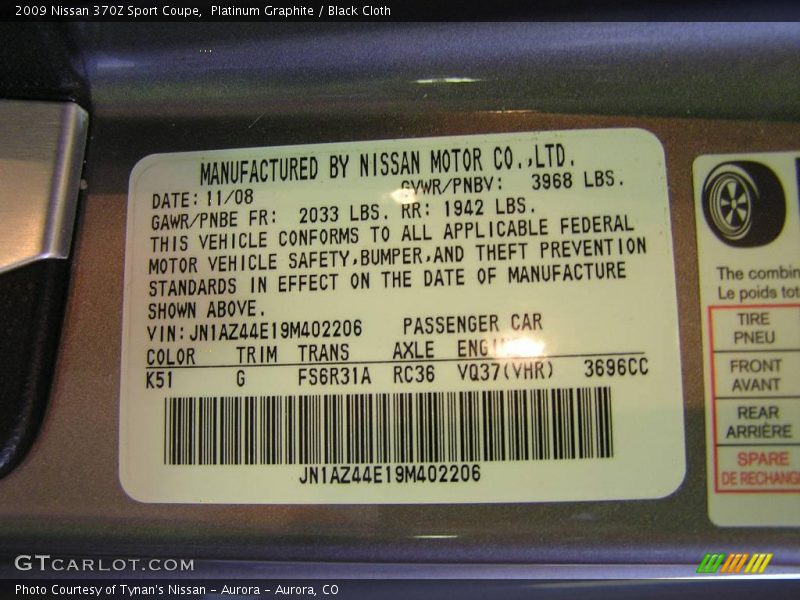 2009 Nissan 370Z Sport Coupe,  Platinum Graphite / Black Cloth
MANUFACTURED BY NISSAN MOTOR CO.,LTD.
DATE: 11/08 GVWR/PNBV: 3968 LBS.
GAWR/PNBE FR: 2033 LBS. RR: 1942 LBS.
THIS VEHICLE CONFORMS TO ALL APPLICABLE FEDERAL
MOTOR VEHICLE SAFETY,BUMPER,AND THEFT PREVENTION
STANDARDS IN EFFECT ON THE DATE OF MANUFACTURE
SHOWN ABOVE.
VIN: JN1AZ44E19M402206 PASSENGER CAR
COLOR TRIM TRANS AXLE ENGINE
K51 G FS6R31A RC36 VQ37(VHR) 3696CC
JN1AZ44E19M402206
The combin
Le poids tot
TIRE
PNEU
FRONT
AVANT
REAR
ARRIÈRE
SPARE
DE RECHANG
GTCARLOT.COM
Photo Courtesy of Tynan's Nissan - Aurora - Aurora, CO